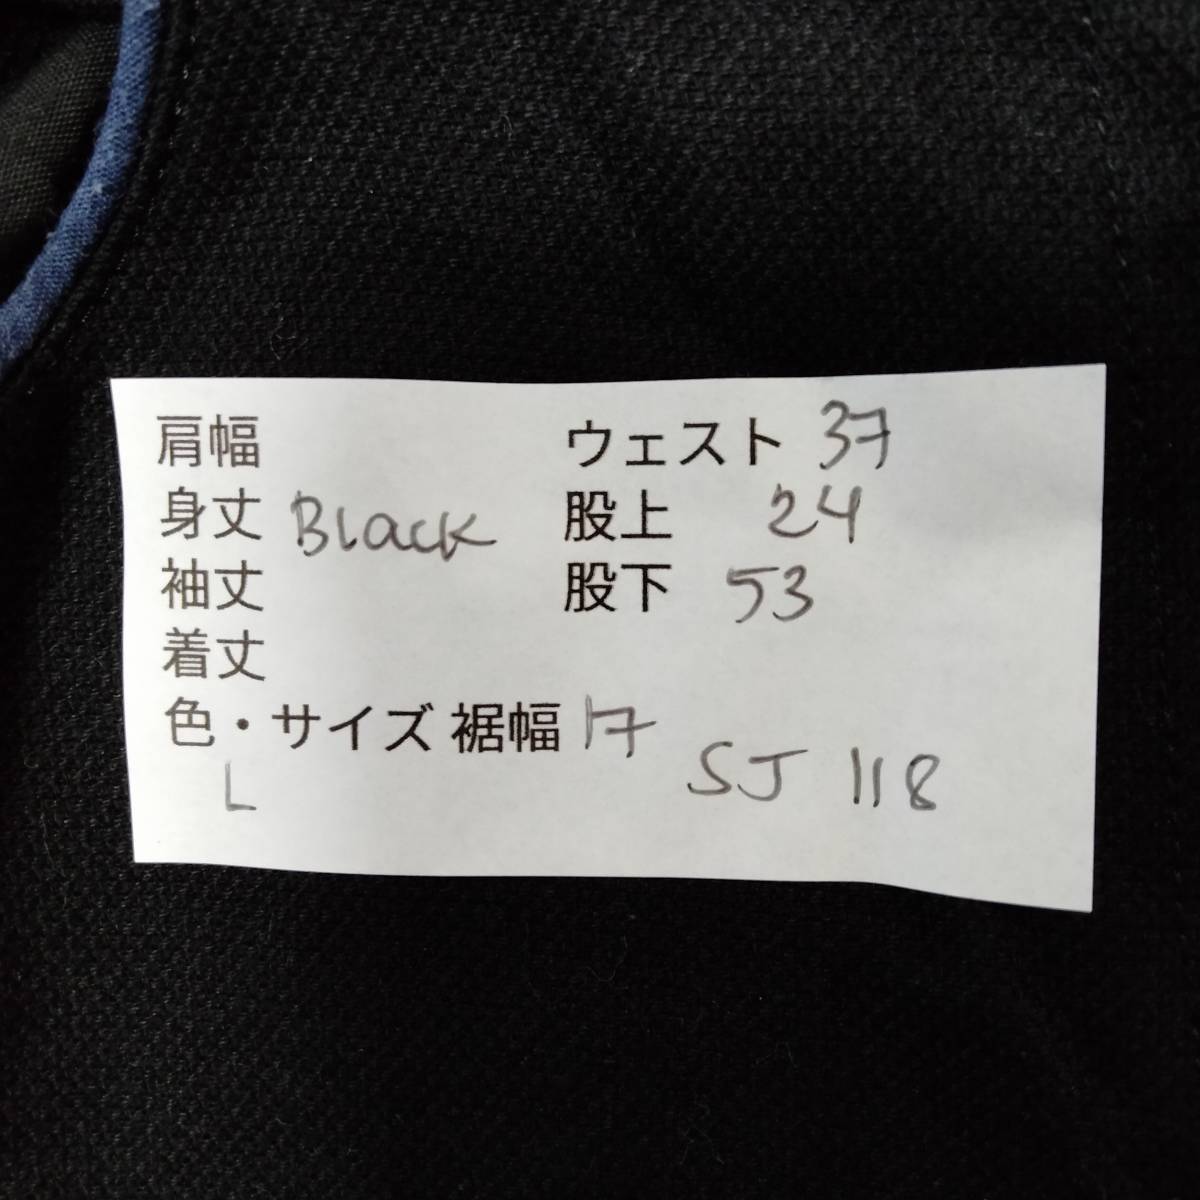 肩幅 ウェスト 37
身丈 Black 股上 24
袖丈 股下 53
着丈
色・サイズ 裾幅 17
L SJ 118